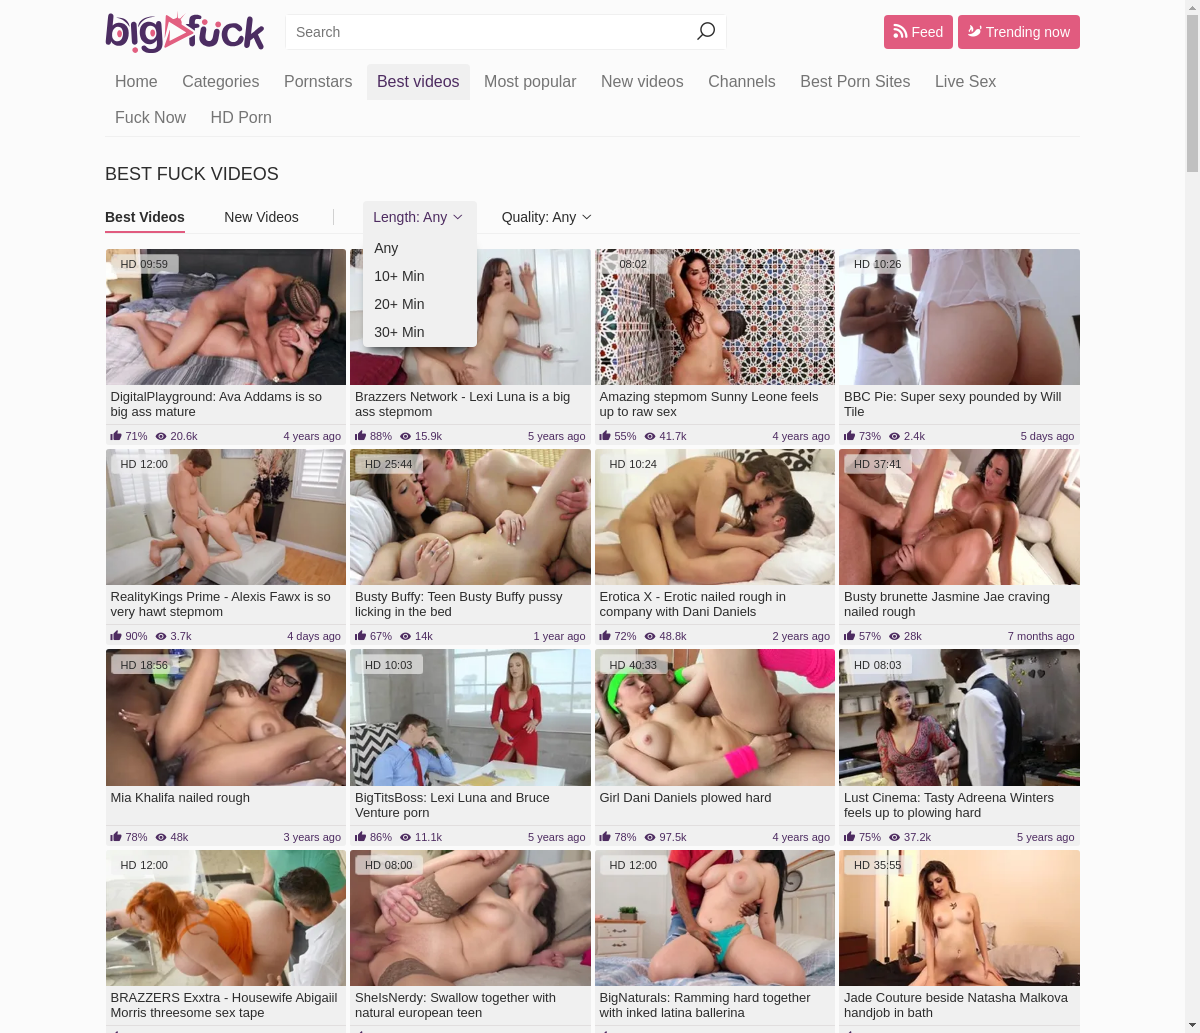 big fuck
Search
Feed
Trending now
Home Categories Pornstars Best videos Most popular New videos Channels Best Porn Sites Live Sex
Fuck Now HD Porn
BEST FUCK VIDEOS
Best Videos New Videos Length: Any Quality: Any
Any
10+ Min
20+ Min
30+ Min
HD 09:59
08:02
HD 10:26
DigitalPlayground: Ava Addams is so
big ass mature
71% 20.6k 4 years ago
Brazzers Network - Lexi Luna is a big
ass stepmom
88% 15.9k 5 years ago
Amazing stepmom Sunny Leone feels
up to raw sex
55% 41.7k 4 years ago
BBC Pie: Super sexy pounded by Will
Tile
73% 2.4k 5 days ago
HD 12:00
HD 25:44
HD 10:24
HD 37:41
RealityKings Prime - Alexis Fawx is so
very hawt stepmom
90% 3.7k 4 days ago
Busty Buffy: Teen Busty Buffy pussy
licking in the bed
67% 14k 1 year ago
Erotica X - Erotic nailed rough in
company with Dani Daniels
72% 48.8k 2 years ago
Busty brunette Jasmine Jae craving
nailed rough
57% 28k 7 months ago
HD 18:56
HD 10:03
HD 40:33
HD 08:03
Mia Khalifa nailed rough
78% 48k 3 years ago
BigTitsBoss: Lexi Luna and Bruce
Venture porn
86% 11.1k 5 years ago
Girl Dani Daniels plowed hard
78% 97.5k 4 years ago
Lust Cinema: Tasty Adreena Winters
feels up to plowing hard
75% 37.2k 5 years ago
HD 12:00
HD 08:00
HD 12:00
HD 35:55
BRAZZERS Exxtra - Housewife Abigaiil
Morris threesome sex tape
SheIsNerdy: Swallow together with
natural european teen
BigNaturals: Ramming hard together
with inked latina ballerina
Jade Couture beside Natasha Malkova
handjob in bath